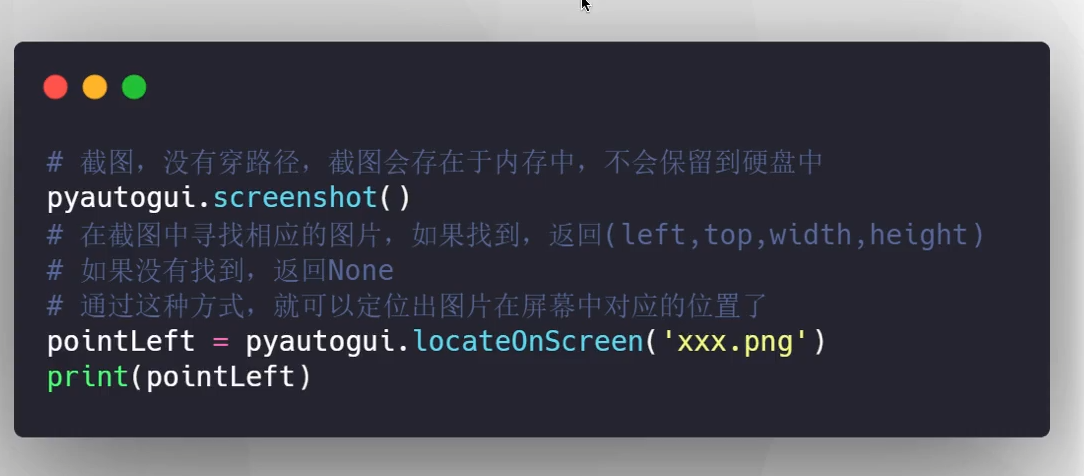 # 截图，没有穿路径，截图会存在于内存中，不会保留到硬盘中
pyautogui.screenshot()
# 在截图中寻找相应的图片，如果找到，返回(left,top,width,height)
# 如果没有找到，返回None
# 通过这种方式，就可以定位出图片在屏幕中对应的位置了
pointLeft = pyautogui.locateOnScreen('xxx.png')
print(pointLeft)